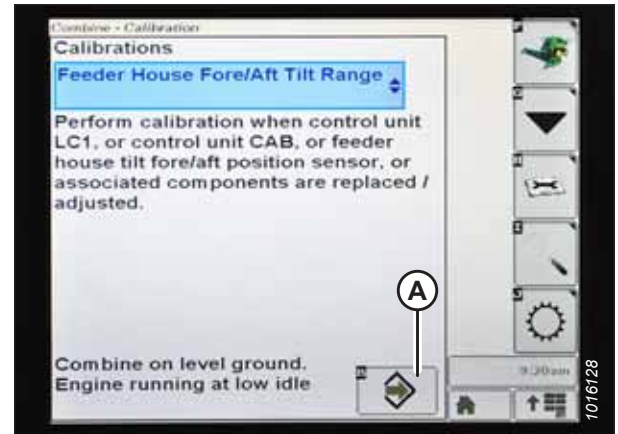 Combine - Calibration
Calibrations
Feeder House Fore/Aft Tilt Range
Perform calibration when control unit
LC1, or control unit CAB, or feeder
house tilt fore/aft position sensor, or
associated components are replaced /
adjusted.
A
Combine on level ground.
Engine running at low idle
9:30am
1016128